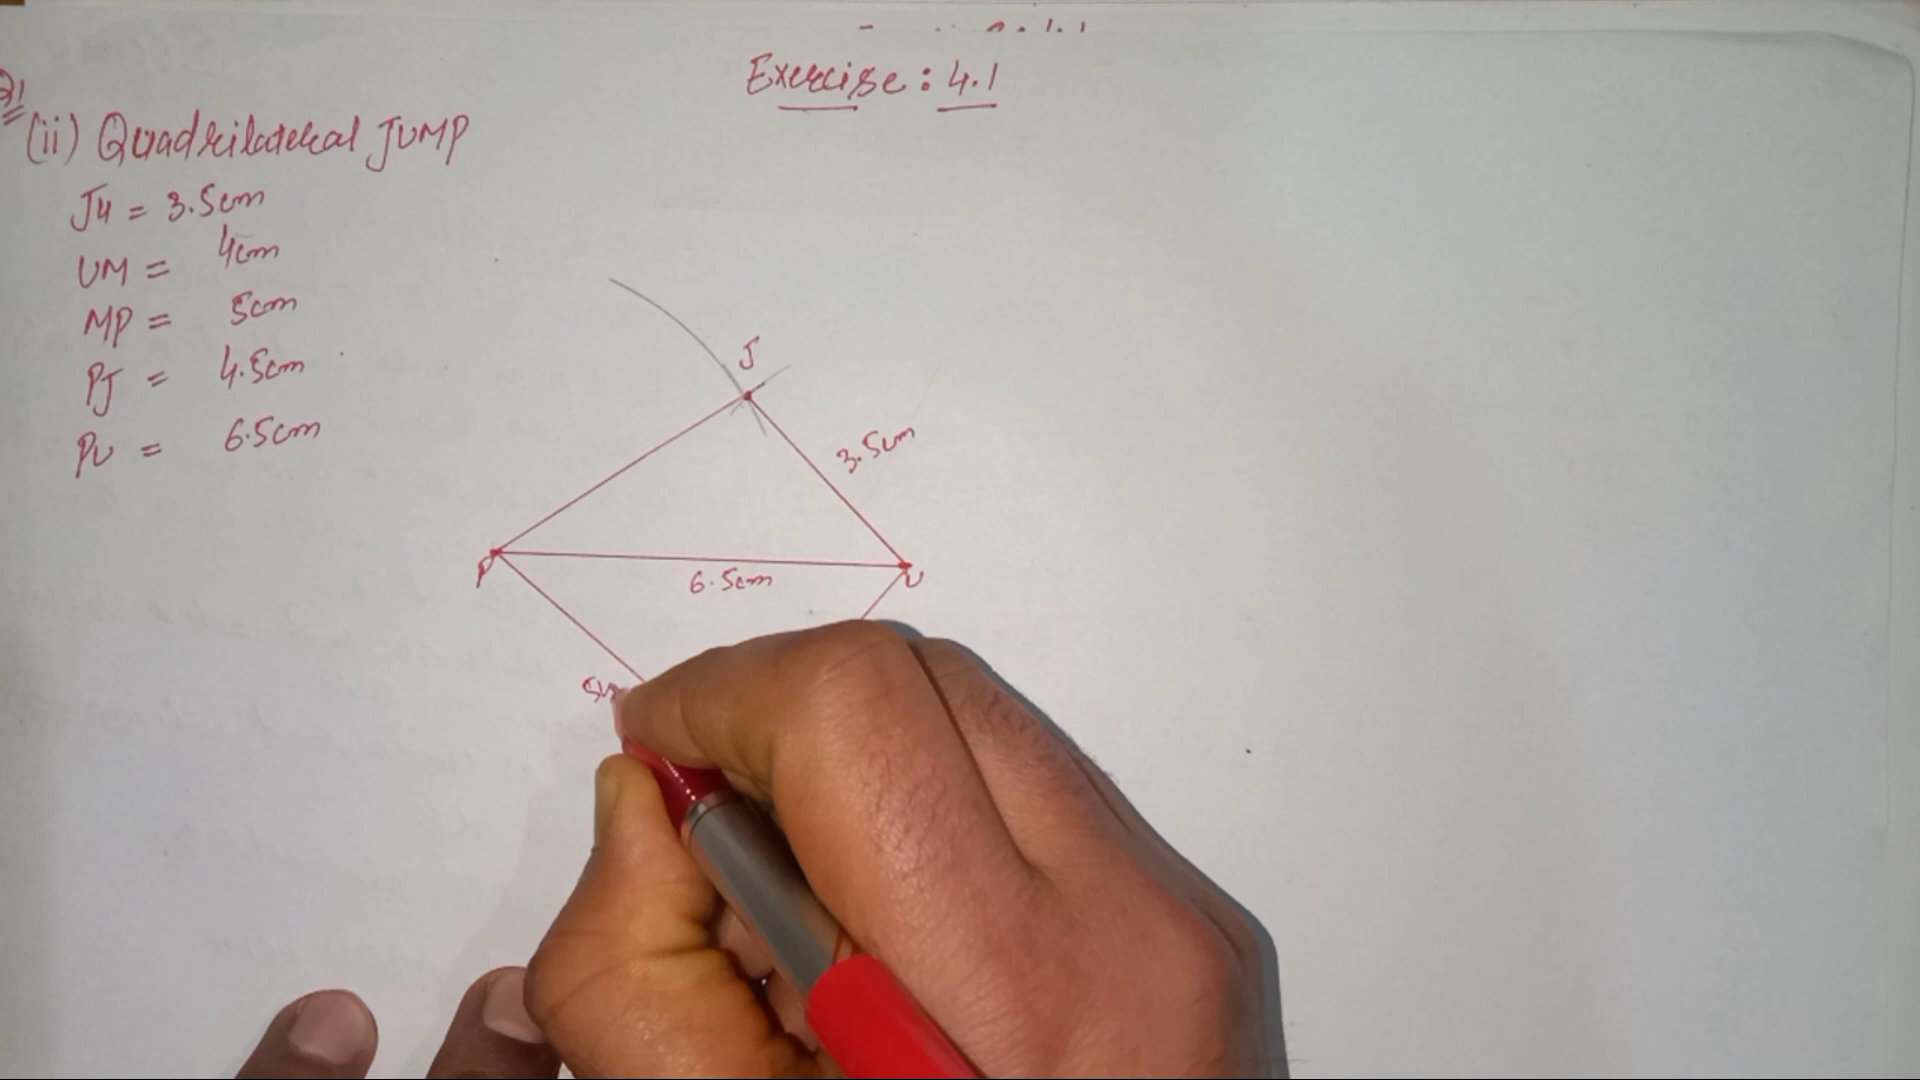 Exercise: 4.1
Q1
(ii) Quadrilateral JUMP
JU = 3.5cm
UM = 4cm
MP = 5cm
PJ = 4.5cm
PU = 6.5cm
J
3.5cm
P
6.5cm
U